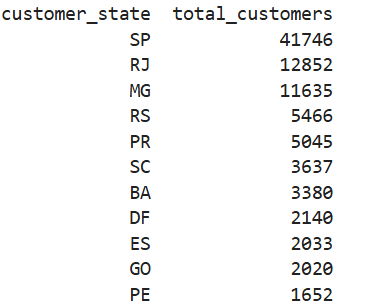 customer_state total_customers
SP 41746
RJ 12852
MG 11635
RS 5466
PR 5045
SC 3637
BA 3380
DF 2140
ES 2033
GO 2020
PE 1652